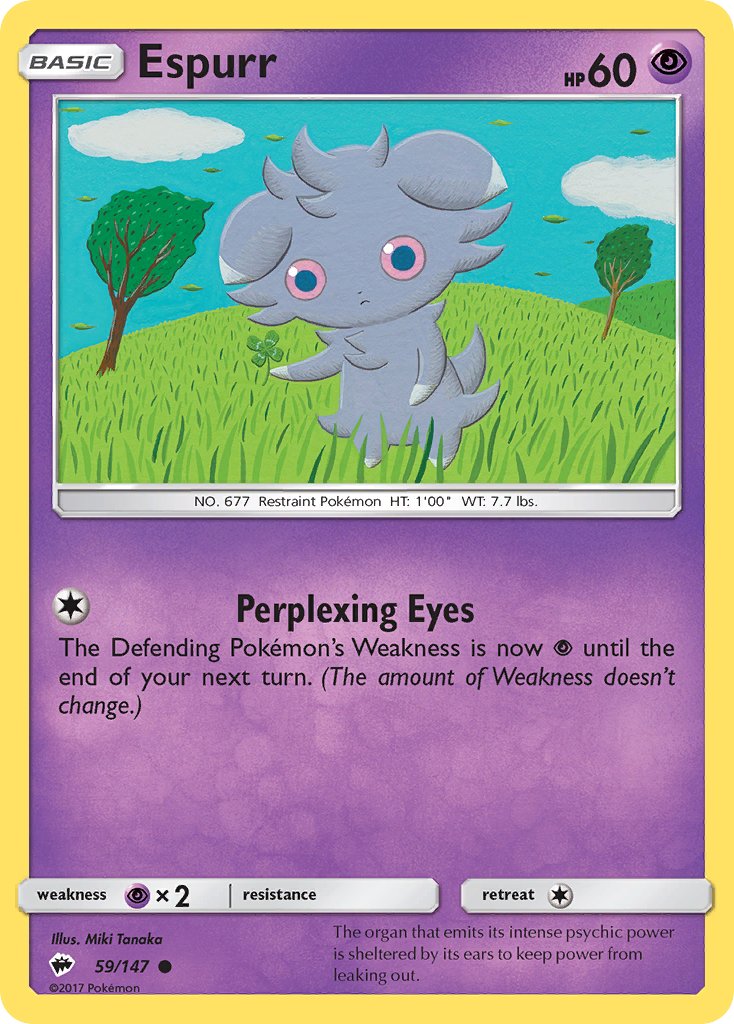 BASIC Espurr HP60
NO. 677 Restraint Pokémon HT: 1'00" WT: 7.7 lbs.
Perplexing Eyes
The Defending Pokémon's Weakness is now until the
end of your next turn. (The amount of Weakness doesn't
change.)
weakness ×2 resistance retreat
Illus. Miki Tanaka
59/147
©2017 Pokémon
The organ that emits its intense psychic power
is sheltered by its ears to keep power from
leaking out.